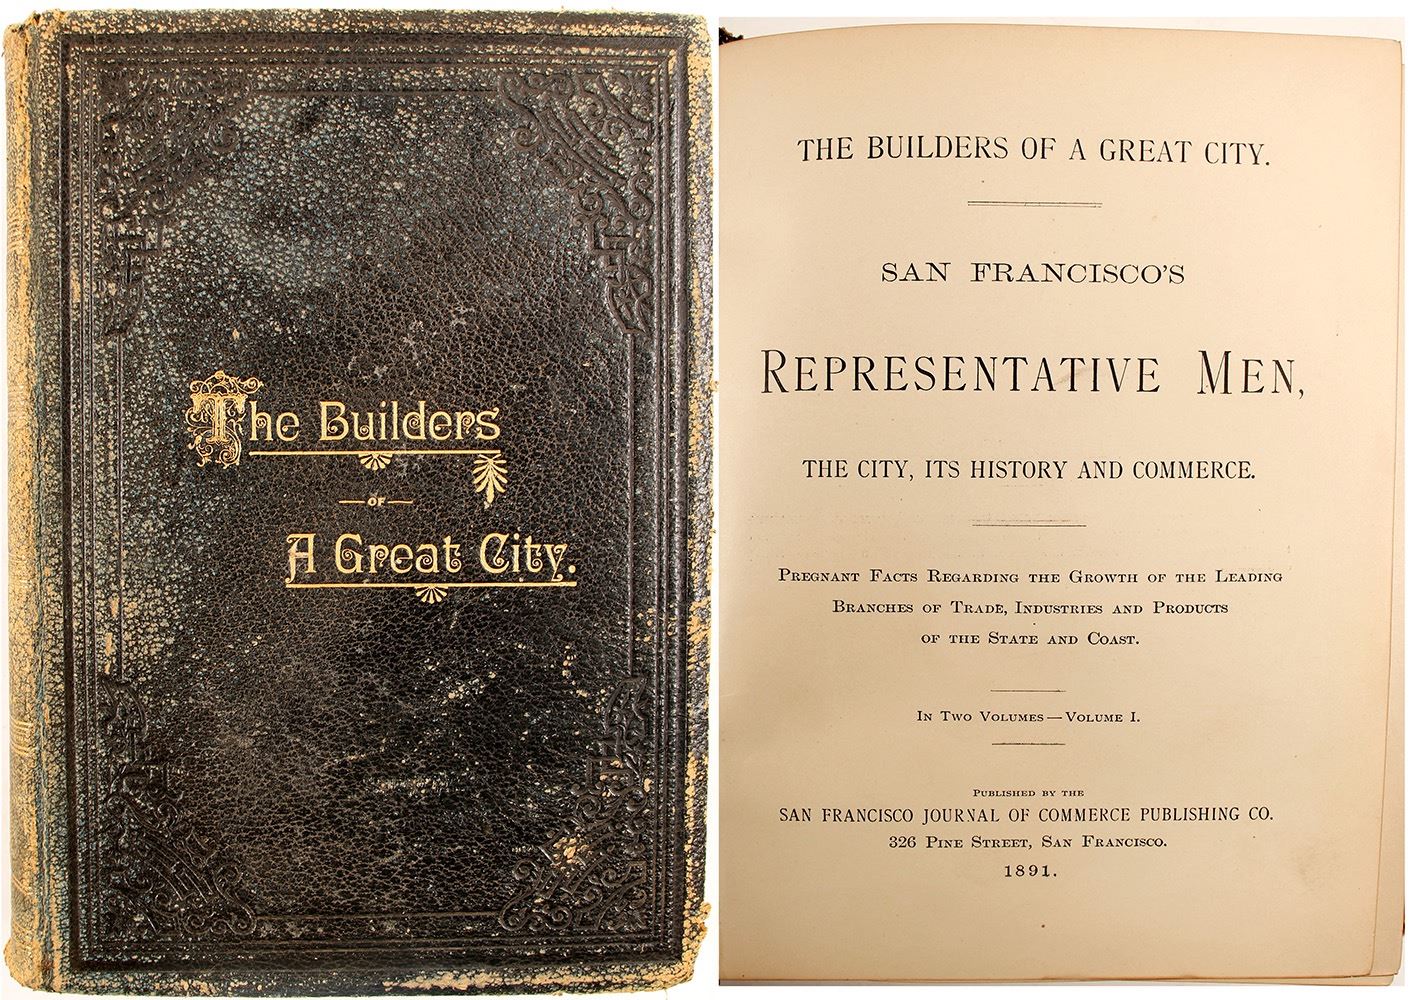 The Builders
OF
A Great City.
THE BUILDERS OF A GREAT CITY.
SAN FRANCISCO'S
REPRESENTATIVE MEN,
THE CITY, ITS HISTORY AND COMMERCE.
PREGNANT FACTS REGARDING THE GROWTH OF THE LEADING
BRANCHES OF TRADE, INDUSTRIES AND PRODUCTS
OF THE STATE AND COAST.
IN TWO VOLUMES—VOLUME I.
PUBLISHED BY THE
SAN FRANCISCO JOURNAL OF COMMERCE PUBLISHING CO.
326 PINE STREET, SAN FRANCISCO.
1891.